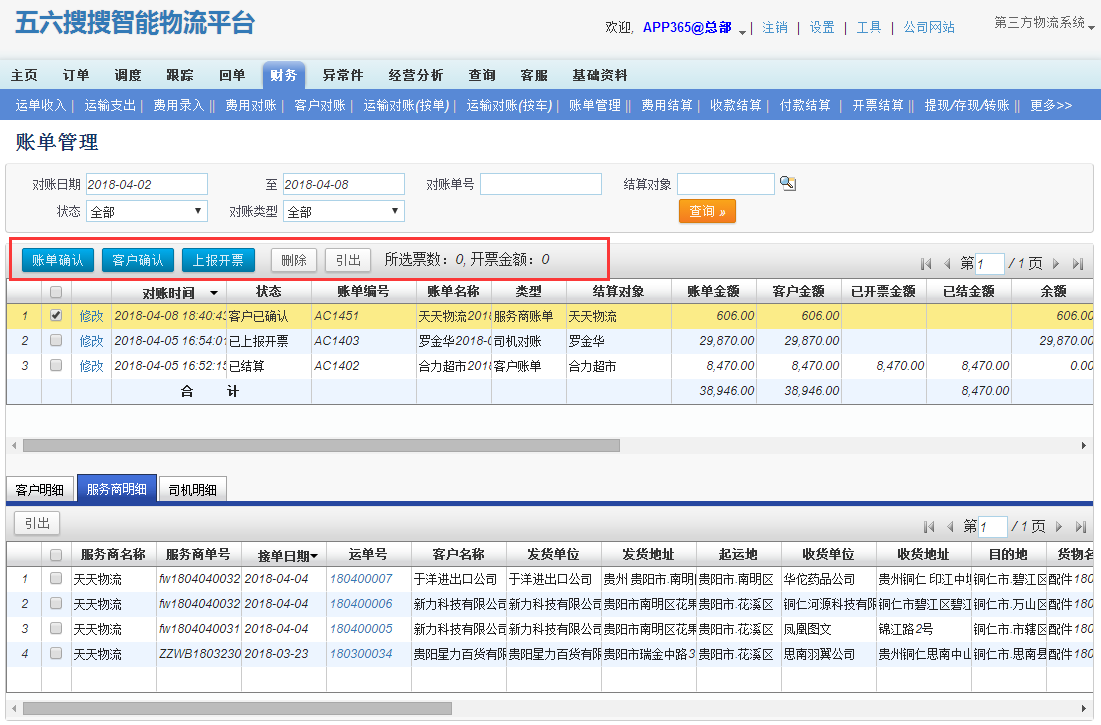 五六搜搜智能物流平台
欢迎, APP365@总部 | 注销 | 设置 | 工具 | 公司网站
第三方物流系统
主页 订单 调度 跟踪 回单 财务 异常件 经营分析 查询 客服 基础资料
运单收入 | 运输支出 | 费用录入 || 费用对账 | 客户对账 | 运输对账(按单) | 运输对账(按车) | 账单管理 || 费用结算 | 收款结算 | 付款结算 | 开票结算 || 提现/存现/转账 || 更多>>
账单管理
对账日期 2018-04-02 至 2018-04-08 对账单号 结算对象
状态 全部 对账类型 全部 查询 »
账单确认 客户确认 上报开票 删除 引出 所选票数: 0, 开票金额: 0
第 1 / 1 页
对账时间 状态 账单编号 账单名称 类型 结算对象 账单金额 客户金额 已开票金额 已结金额 余额
1 修改 2018-04-08 18:40:43 客户已确认 AC1451 天天物流2018 服务商账单 天天物流 606.00 606.00 606.00
2 修改 2018-04-05 16:54:01 已上报开票 AC1403 罗金华2018-0 司机对账 罗金华 29,870.00 29,870.00 29,870.00
3 修改 2018-04-05 16:52:15 已结算 AC1402 合力超市2018 客户账单 合力超市 8,470.00 8,470.00 8,470.00 8,470.00 0.00
合 计 38,946.00 38,946.00 8,470.00
客户明细 服务商明细 司机明细
引出
第 1 / 1 页
服务商名称 服务商单号 接单日期 运单号 客户名称 发货单位 发货地址 起运地 收货单位 收货地址 目的地 货物名
1 天天物流 fw1804040032 2018-04-04 180400007 于洋进出口公司 于洋进出口公司 贵州 贵阳市.南明 贵阳市.南明区 华佗药品公司 贵州铜仁 印江中 铜仁市.碧江区 配件180
2 天天物流 fw1804040032 2018-04-04 180400006 新力科技有限公司 新力科技有限公司 贵阳市南明区花果 贵阳市.花溪区 铜仁河源科技有限 铜仁市碧江区碧江 铜仁市.万山区 配件180
3 天天物流 fw1804040031 2018-04-04 180400005 新力科技有限公司 新力科技有限公司 贵阳市南明区花果 贵阳市.花溪区 凤凰图文 锦江路2号 铜仁市.市辖区 配件180
4 天天物流 ZZWB1803230 2018-03-23 180300034 贵阳星力百货有限 贵阳星力百货有限 贵阳市瑞金中路3 贵阳市.花溪区 思南羽翼公司 贵州铜仁思南中山 铜仁市.思南县 配件180